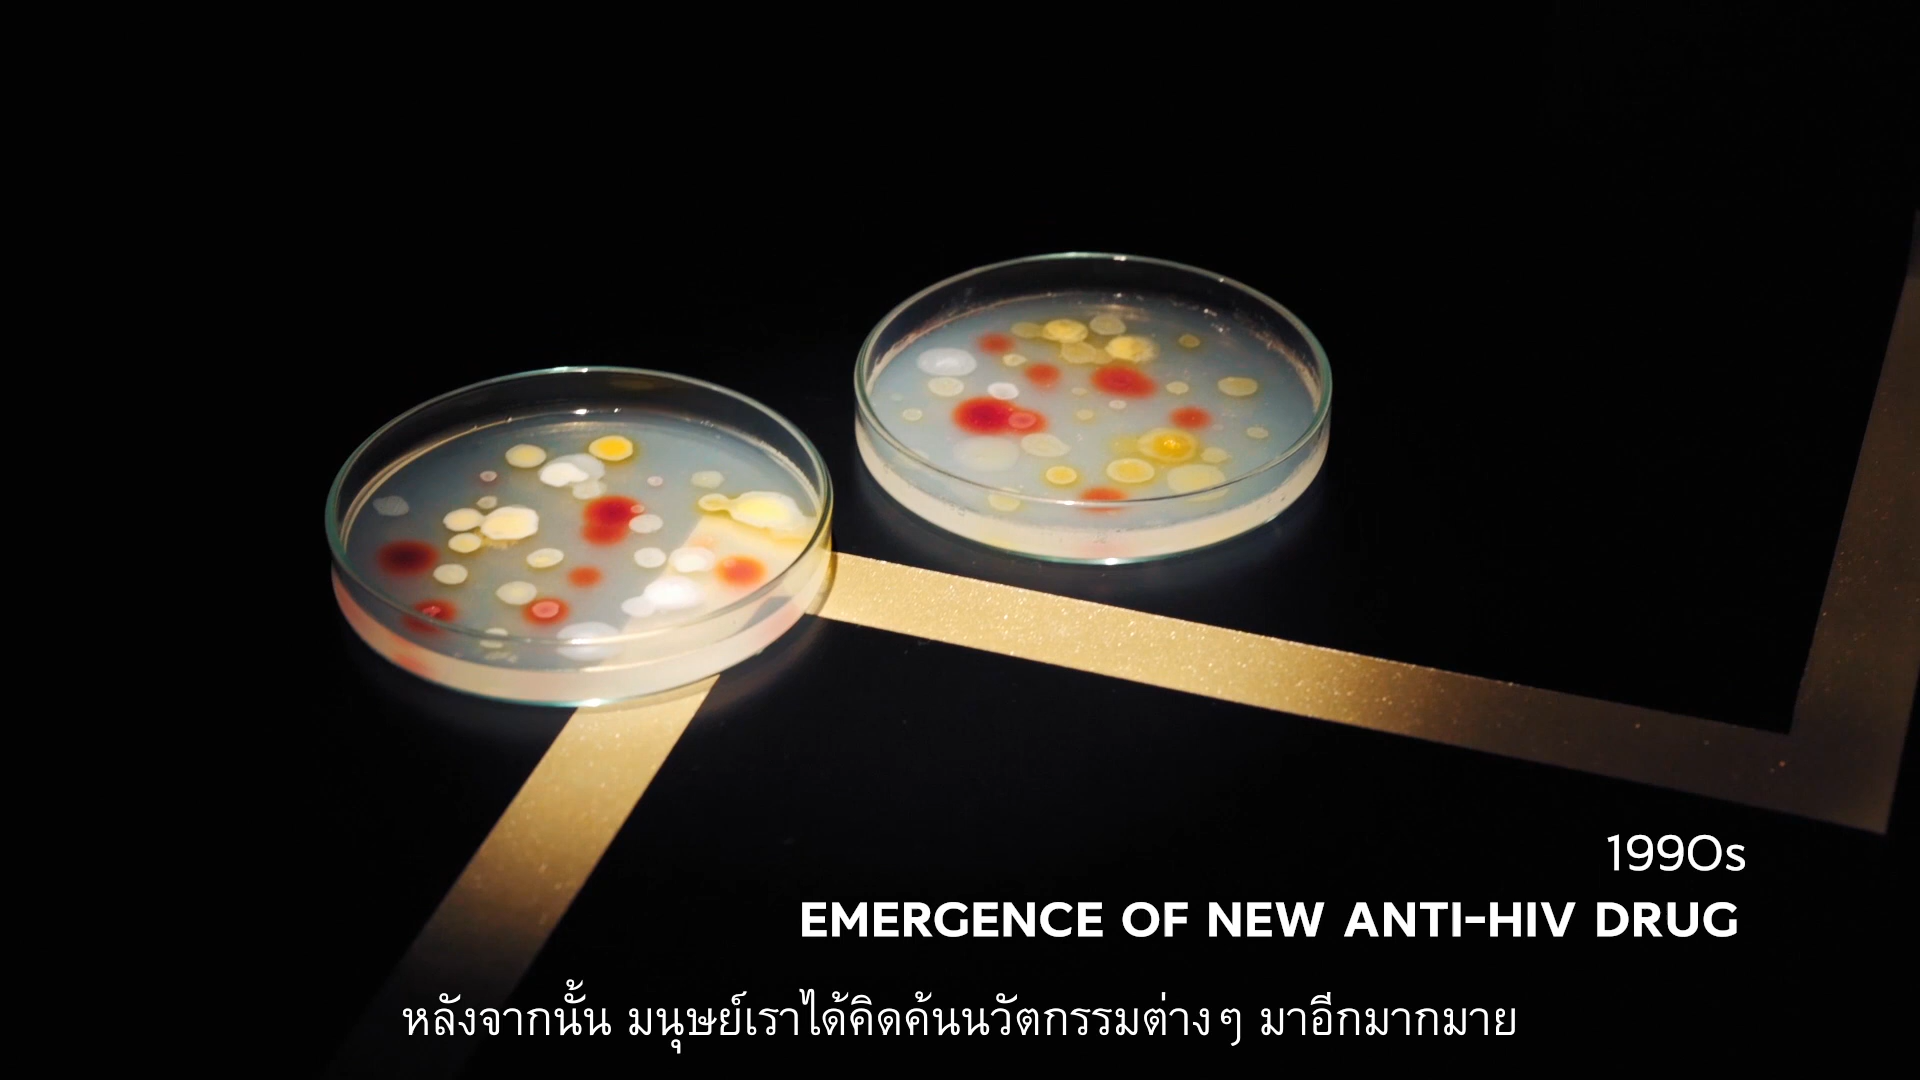 1990s
EMERGENCE OF NEW ANTI-HIV DRUG
หลังจากนั้น มนุษย์เราได้คิดค้นนวัตกรรมต่างๆ มาอีกมากมาย